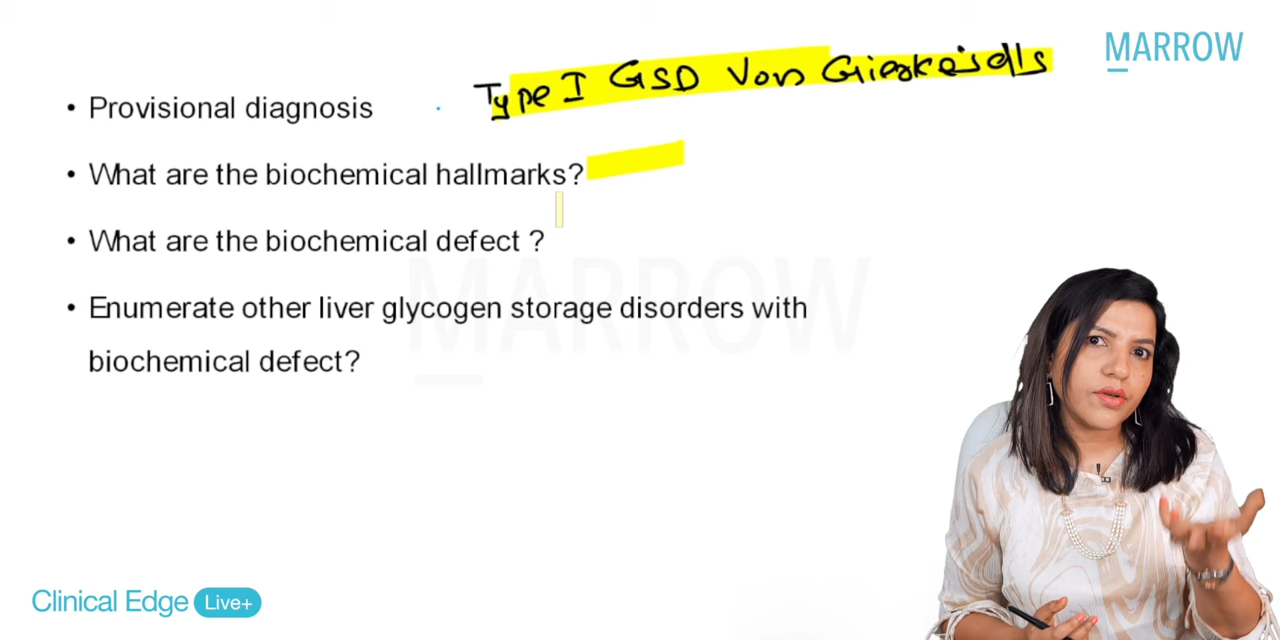 MARROW
Type I GSD Von Gierke's ds
• Provisional diagnosis
• What are the biochemical hallmarks?
• What are the biochemical defect ?
MARROW
• Enumerate other liver glycogen storage disorders with
biochemical defect?
Clinical Edge Live+